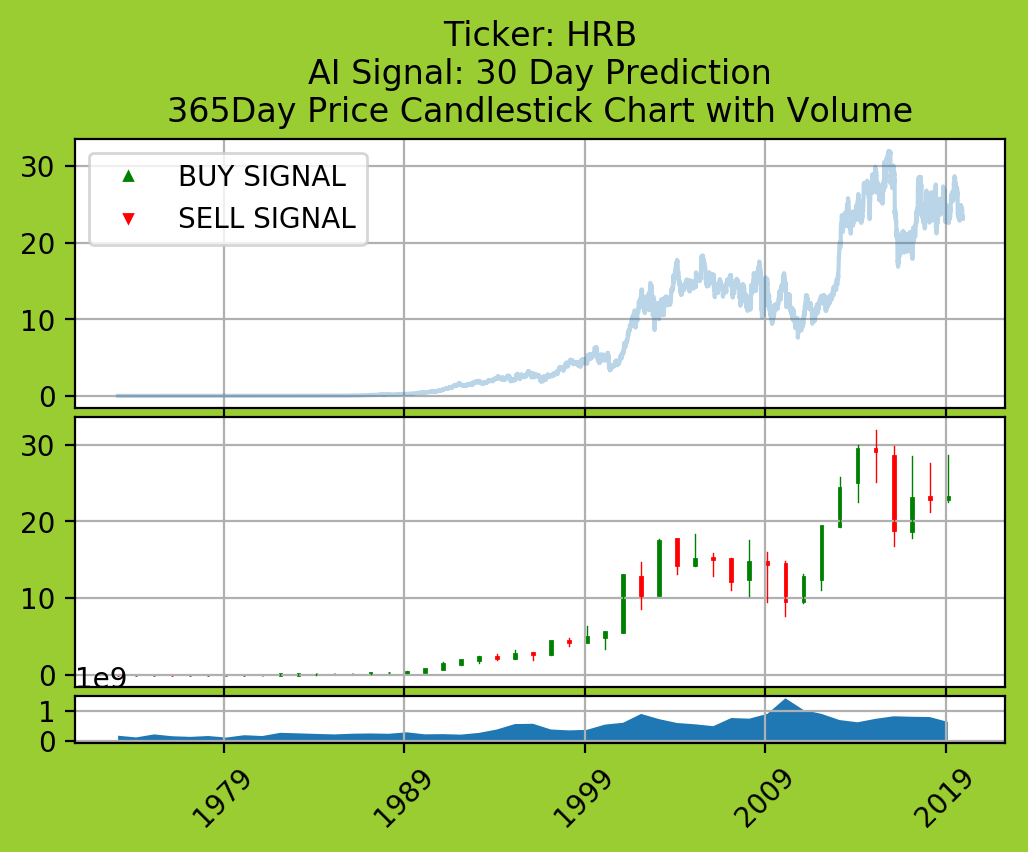 Ticker: HRB
AI Signal: 30 Day Prediction
365Day Price Candlestick Chart with Volume
30
20
10
0
BUY SIGNAL
SELL SIGNAL
30
20
10
0
1e9
1
0
1979
1989
1999
2009
2019